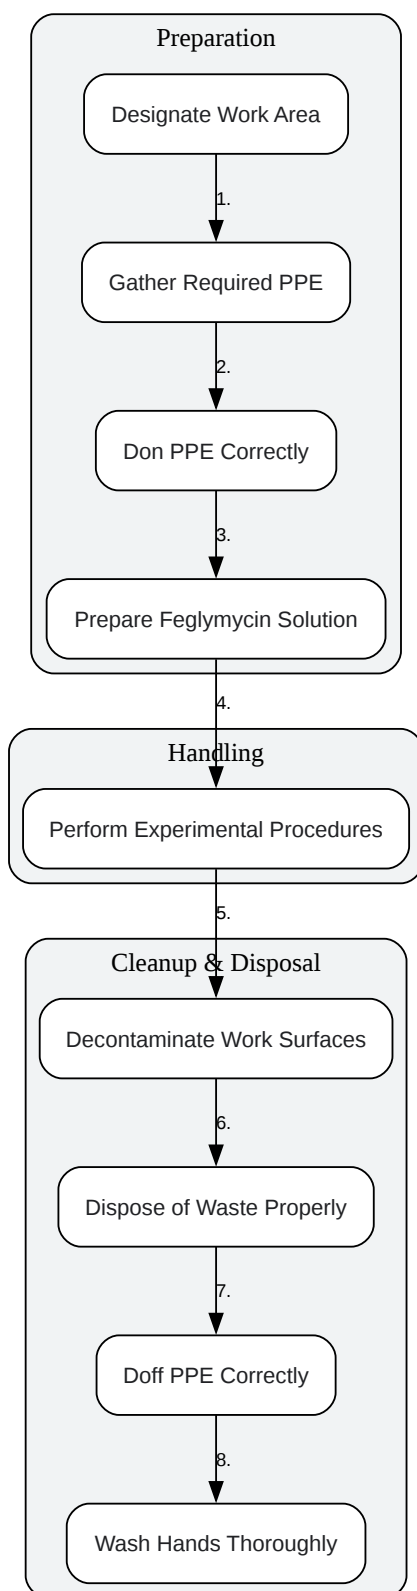 Preparation
Designate Work Area
1.
Gather Required PPE
2.
Don PPE Correctly
3.
Prepare Feglymycin Solution
4.
Handling
Perform Experimental Procedures
5.
Cleanup & Disposal
Decontaminate Work Surfaces
6.
Dispose of Waste Properly
7.
Doff PPE Correctly
8.
Wash Hands Thoroughly